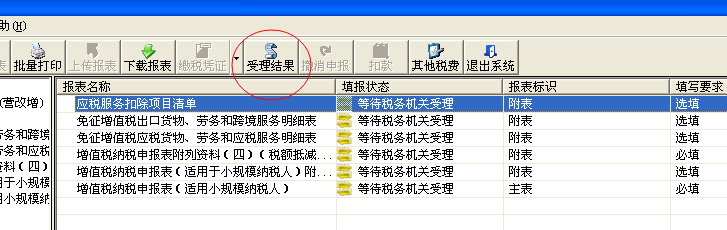 助(H)
表 批量打印 上传报表 下载报表 缴税凭证 受理结果 撤消申报 扣款 其他税费 退出系统
报表名称 填报状态 报表标识 填写要求
(营改增) 应税服务扣除项目清单 等待税务机关受理 附表 选填
免征增值税出口货物、劳务和跨境服务明细表 等待税务机关受理 附表 选填
劳务和跨境 免征增值税应税货物、劳务和应税服务明细表 等待税务机关受理 附表 选填
劳务和应税 增值税纳税申报表附列资料(四)(税额抵减... 等待税务机关受理 附表 必填
资料(四) 增值税纳税申报表(适用于小规模纳税人)附... 等待税务机关受理 附表 选填
用于小规模 增值税纳税申报表(适用小规模纳税人) 等待税务机关受理 主表 必填
小规模纳